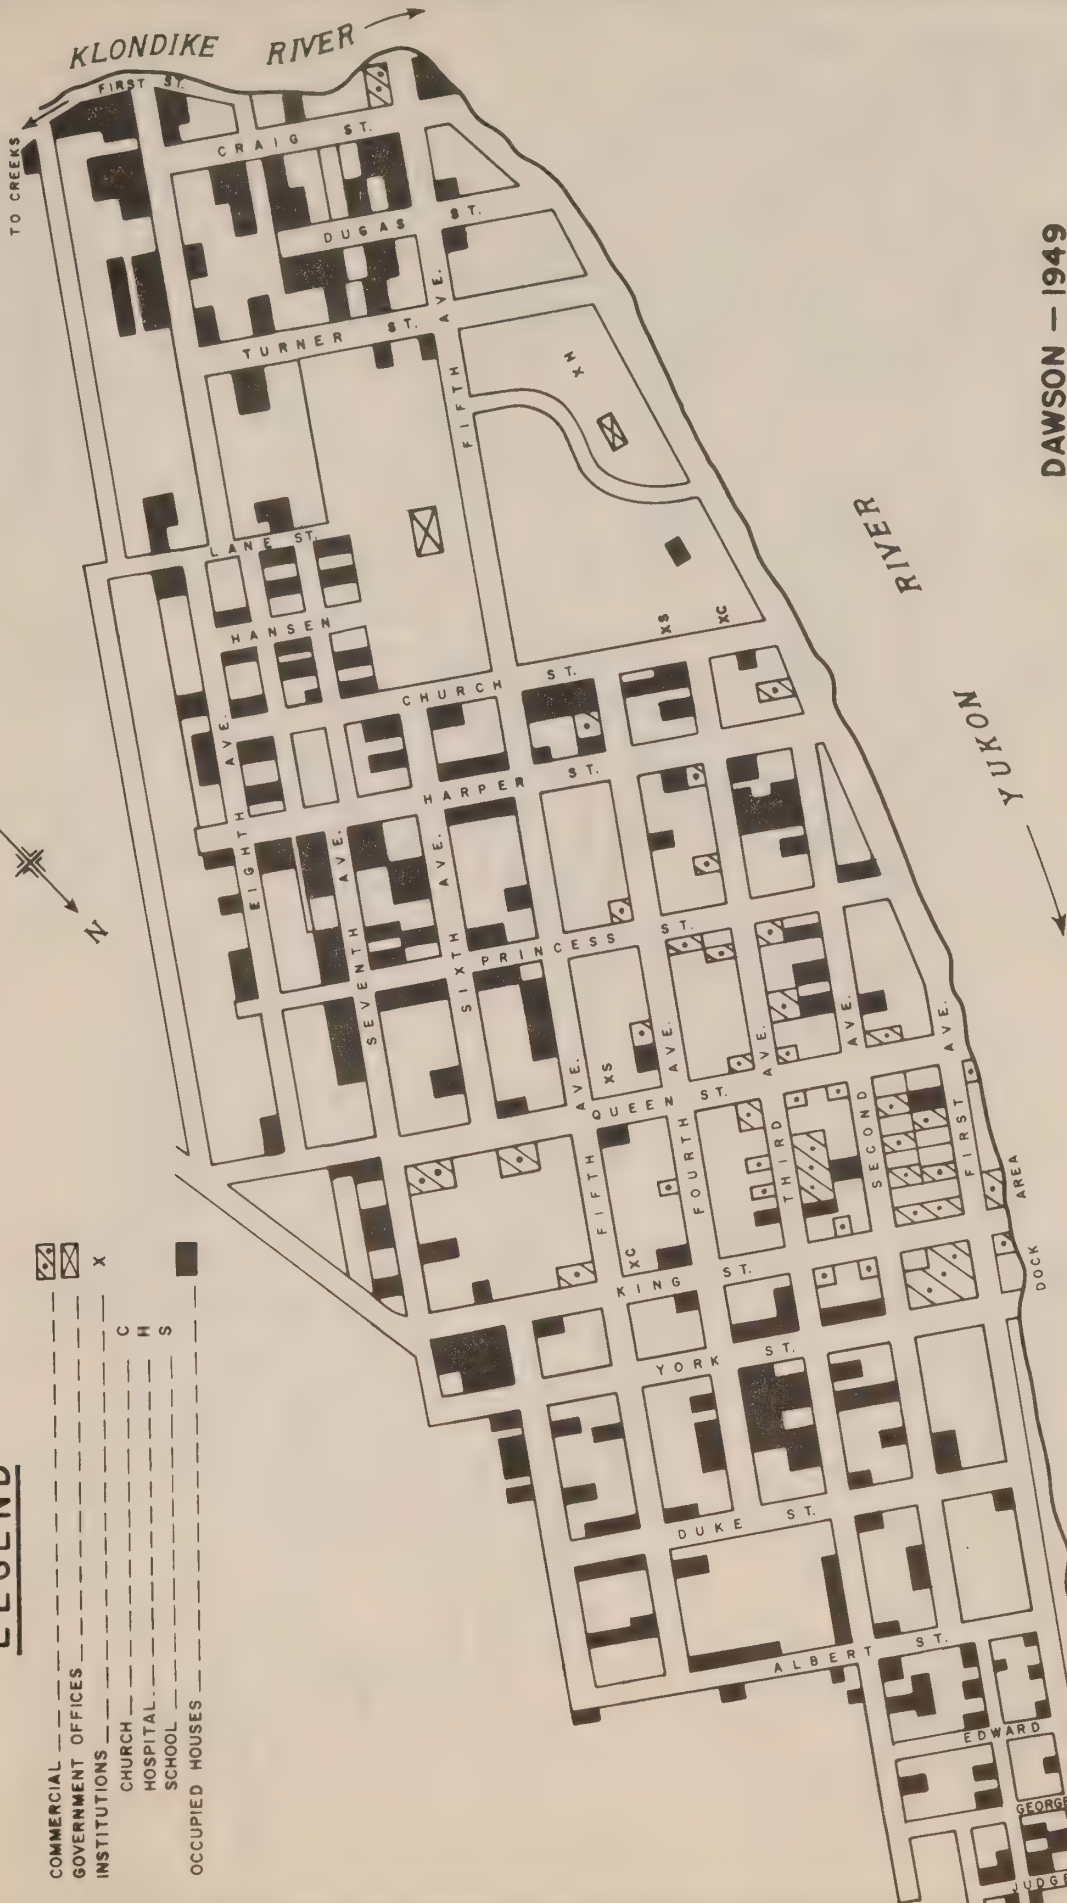 KLONDIKE RIVER
FIRST ST.
TO CREEKS
CRAIG ST.
DUGAS ST.
TURNER ST.
FIFTH AVE.
XH
DAWSON — 1949
LANE ST.
HANSEN
CHURCH ST.
XS
XC
YUKON RIVER
HARPER ST.
EIGHTH AVE.
SEVENTH AVE.
SIXTH AVE.
PRINCESS ST.
N
XS
QUEEN ST.
FIFTH AVE.
FOURTH AVE.
THIRD AVE.
SECOND AVE.
FIRST AVE.
DOCK AREA
XC
KING ST.
YORK ST.
DUKE ST.
ALBERT ST.
EDWARD
GEORGE
JUDGE
LEGEND
COMMERCIAL
GOVERNMENT OFFICES
INSTITUTIONS X
CHURCH C
HOSPITAL H
SCHOOL S
OCCUPIED HOUSES